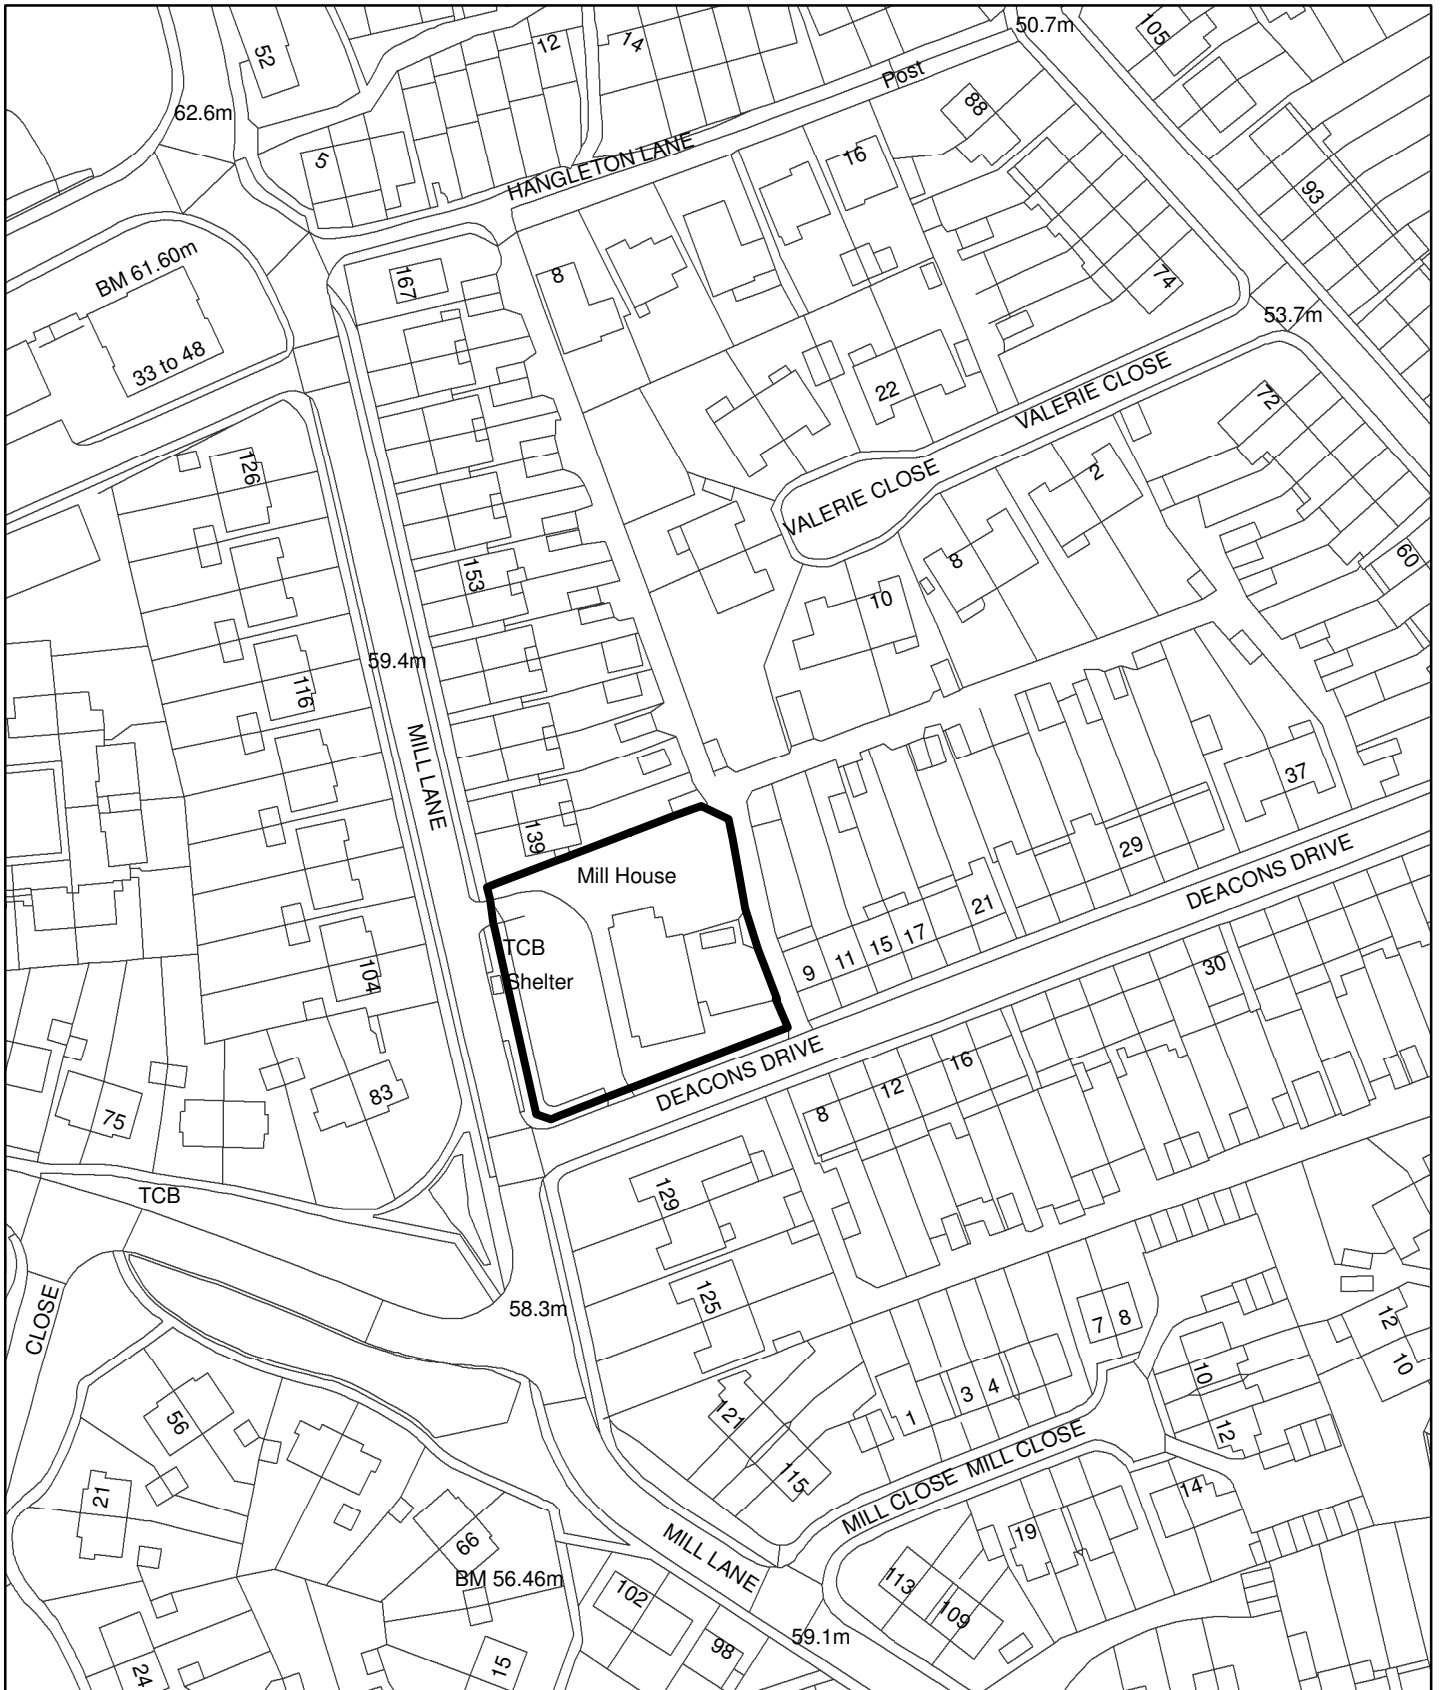 50.7m
105
52
12
14
Post
62.6m
88
5
HANGLETON LANE
16
93
BM 61.60m
167
8
74
53.7m
33 to 48
22
VALERIE CLOSE
72
126
VALERIE CLOSE
2
153
8
60
10
59.4m
116
MILL LANE
37
139
29
DEACONS DRIVE
Mill House
21
17
15
11
9
TCB
Shelter
104
30
DEACONS DRIVE
16
12
8
83
75
TCB
129
CLOSE
58.3m
125
7
8
12
10
10
3
4
1
121
12
56
MILL CLOSE
MILL CLOSE
115
14
21
19
66
MILL LANE
BM 56.46m
102
113
109
59.1m
98
15
24